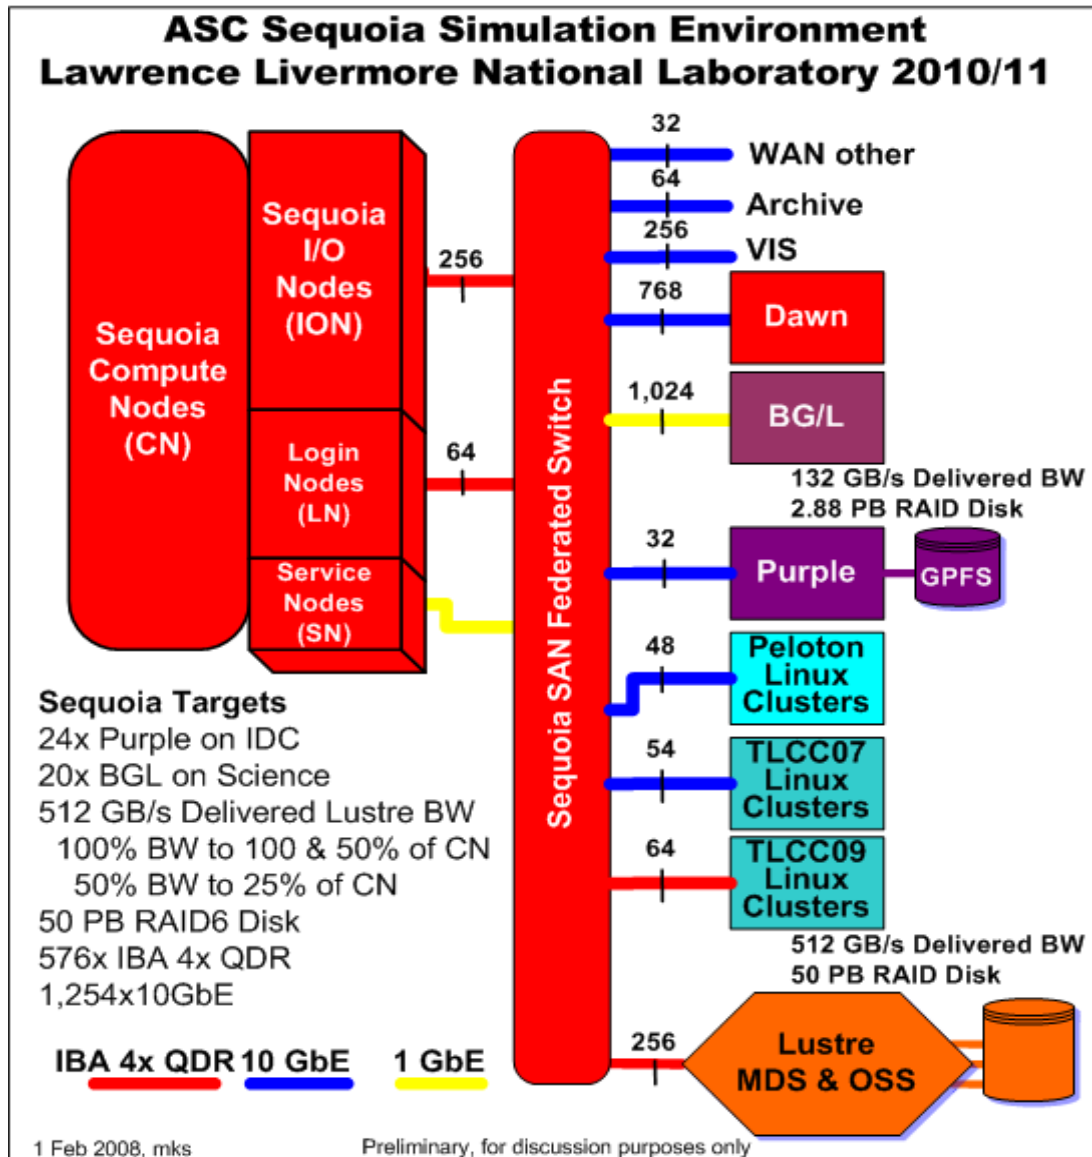 ASC Sequoia Simulation Environment
Lawrence Livermore National Laboratory 2010/11
Sequoia
Compute
Nodes
(CN)
Sequoia
I/O
Nodes
(ION)
Login
Nodes
(LN)
Service
Nodes
(SN)
256
64
Sequoia SAN Federated Switch
32
WAN other
64
Archive
256
VIS
768
Dawn
1,024
BG/L
132 GB/s Delivered BW
2.88 PB RAID Disk
32
Purple
GPFS
48
Peloton
Linux
Clusters
54
TLCC07
Linux
Clusters
64
TLCC09
Linux
Clusters
512 GB/s Delivered BW
50 PB RAID Disk
256
Lustre
MDS & OSS
Sequoia Targets
24x Purple on IDC
20x BGL on Science
512 GB/s Delivered Lustre BW
100% BW to 100 & 50% of CN
50% BW to 25% of CN
50 PB RAID6 Disk
576x IBA 4x QDR
1,254x10GbE
IBA 4x QDR 10 GbE 1 GbE
1 Feb 2008, mks
Preliminary, for discussion purposes only